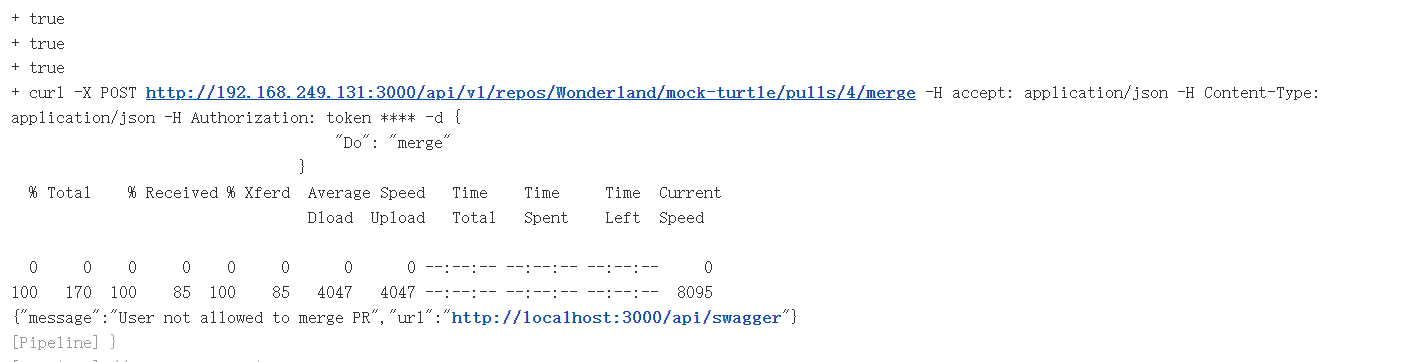 + true
+ true
+ true
+ curl -X POST http://192.168.249.131:3000/api/v1/repos/Wonderland/mock-turtle/pulls/4/merge -H accept: application/json -H Content-Type:
application/json -H Authorization: token **** -d {
"Do": "merge"
}
% Total % Received % Xferd Average Speed Time Time Time Current
Dload Upload Total Spent Left Speed
0 0 0 0 0 0 0 0 --:--:-- --:--:-- --:--:-- 0
100 170 100 85 100 85 4047 4047 --:--:-- --:--:-- --:--:-- 8095
{"message":"User not allowed to merge PR","url":"http://localhost:3000/api/swagger"}
[Pipeline] }